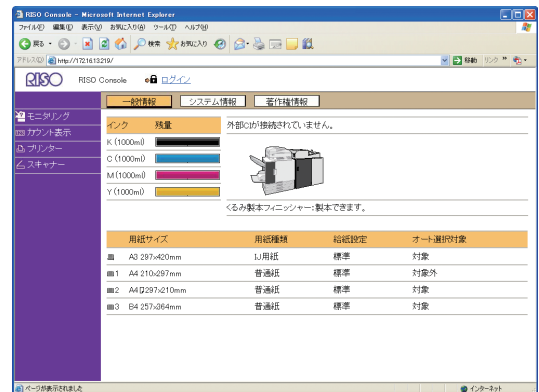 RISO Console - Microsoft Internet Explorer
ファイル(F) 編集(E) 表示(V) お気に入り(A) ツール(T) ヘルプ(H)
戻る 検索 お気に入り
アドレス(D) http://172.16.13.219/ 移動 リンク »
RISO RISO Console ログイン
一般情報 システム情報 著作権情報
モニタリング
カウント表示
プリンター
スキャナー
インク 残量
K (1000ml)
C (1000ml)
M (1000ml)
Y (1000ml)
外部CIが接続されていません。
くるみ製本フィニッシャー:製本できます。
用紙サイズ 用紙種類 給紙設定 オート選択対象
A3 297x420mm IJ用紙 標準 対象
1 A4 210x297mm 普通紙 標準 対象外
2 A4 297x210mm 普通紙 標準 対象
3 B4 257x364mm 普通紙 標準 対象
ページが表示されました インターネット